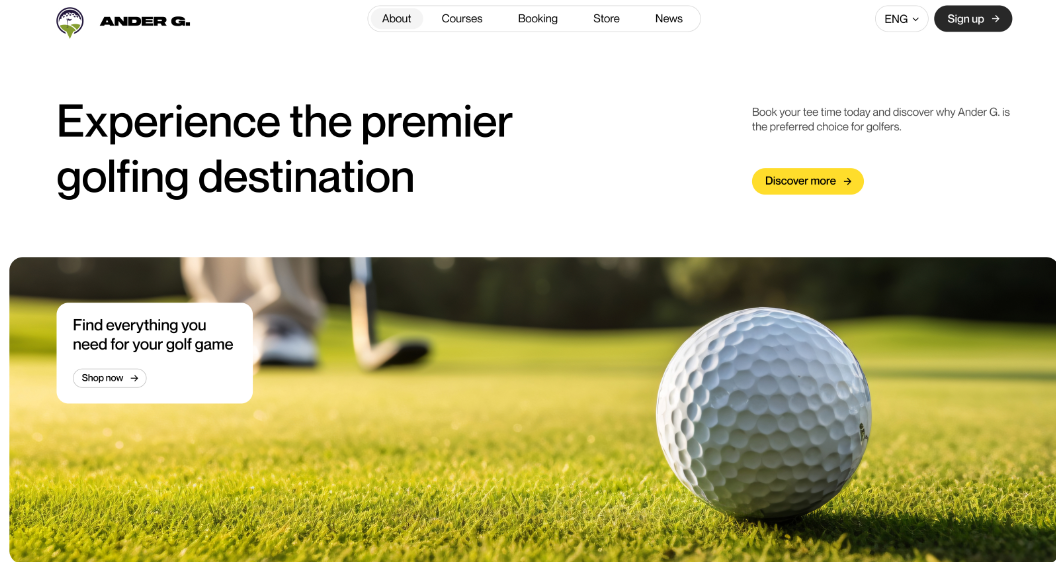 ANDER G.
About
Courses
Booking
Store
News
ENG
Sign up
Experience the premier
golfing destination
Book your tee time today and discover why Ander G. is
the preferred choice for golfers.
Discover more
Find everything you
need for your golf game
Shop now